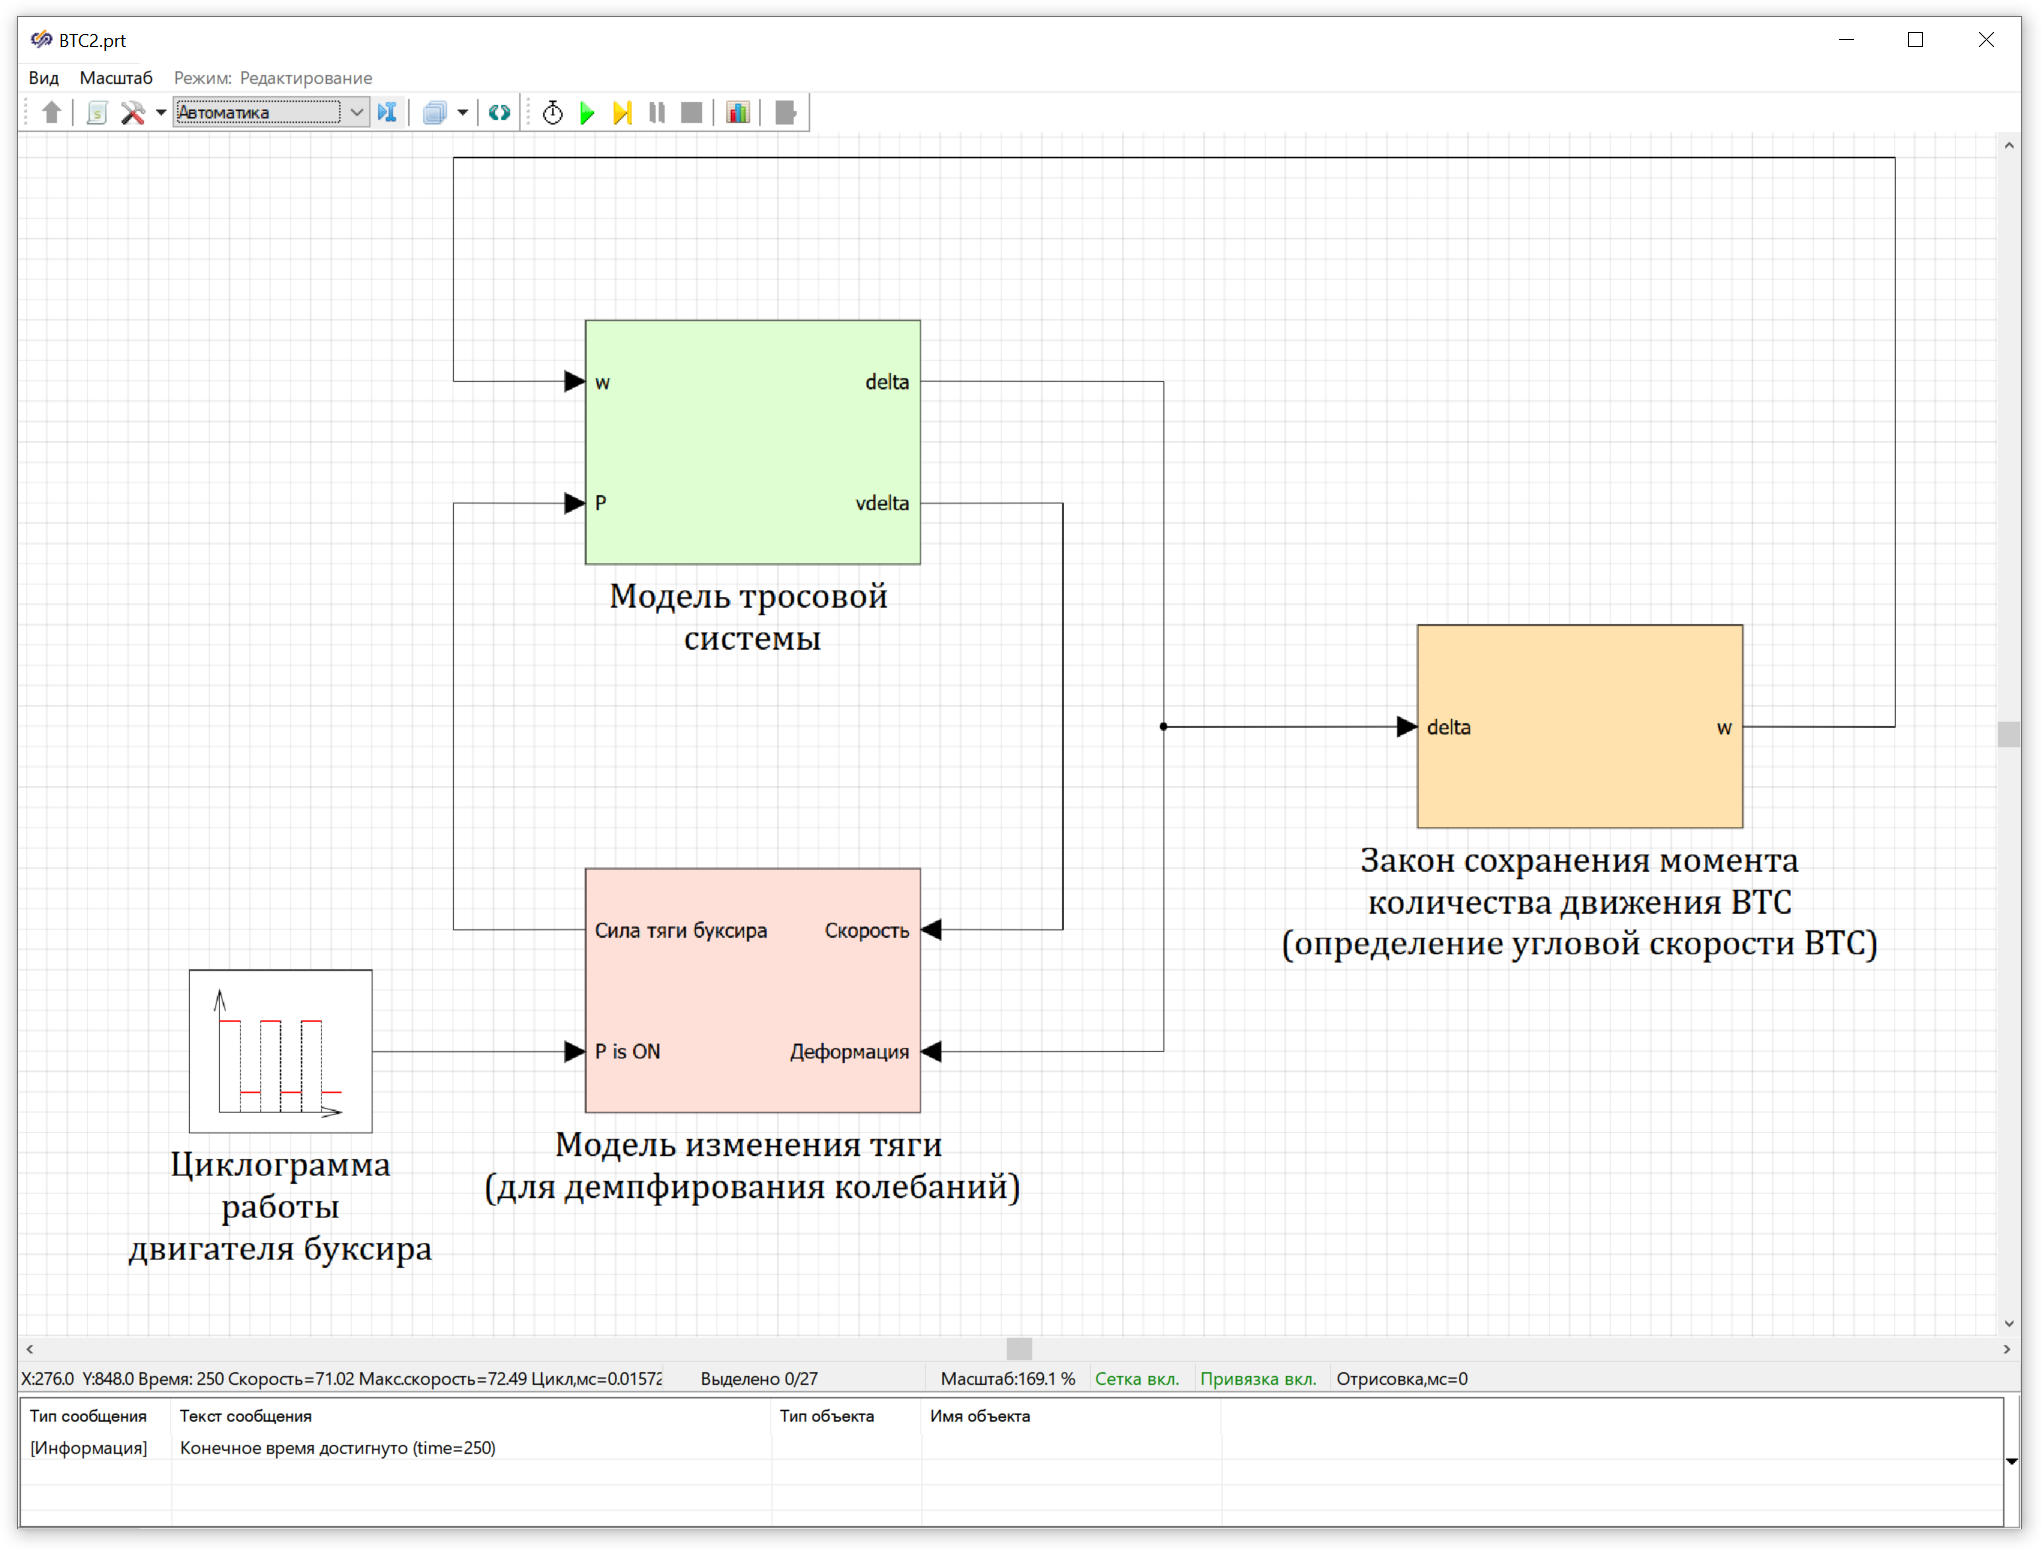 BTC2.prt
Вид Масштаб Режим: Редактирование
Автоматика
w
delta
P
vdelta
Модель тросовой
системы
delta
w
Закон сохранения момента
количества движения ВТС
(определение угловой скорости ВТС)
Сила тяги буксира
Скорость
P is ON
Деформация
Модель изменения тяги
(для демпфирования колебаний)
Циклограмма
работы
двигателя буксира
X:276.0 Y:848.0 Время: 250 Скорость=71.02 Макс.скорость=72.49 Цикл,мс=0.01572 Выделено 0/27 Масштаб:169.1 % Сетка вкл. Привязка вкл. Отрисовка,мс=0
Тип сообщения Текст сообщения Тип объекта Имя объекта
[Информация] Конечное время достигнуто (time=250)